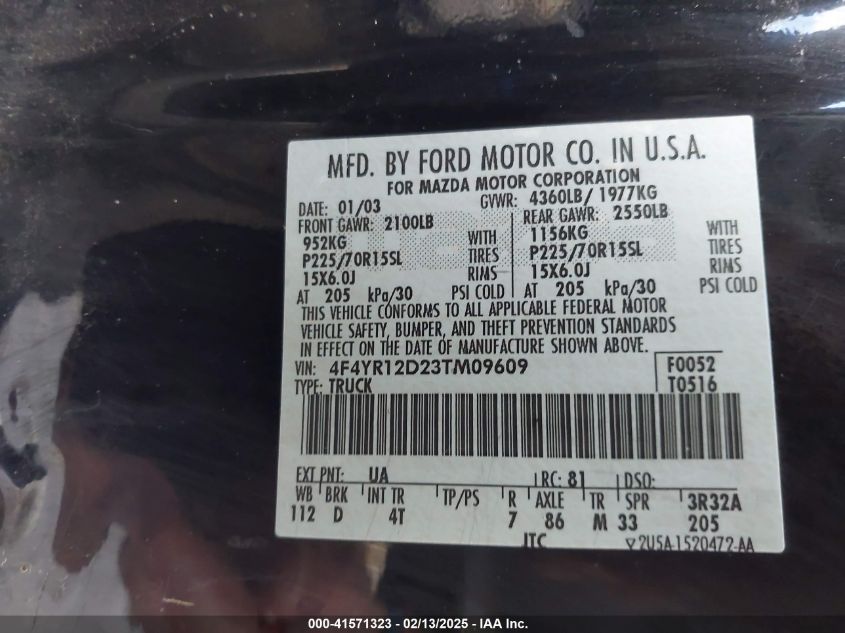 MFD. BY FORD MOTOR CO. IN U.S.A.
FOR MAZDA MOTOR CORPORATION
DATE: 01/03 GVWR: 4360LB/ 1977KG
FRONT GAWR: 2100LB REAR GAWR: 2550LB
952KG WITH 1156KG WITH
P225/70R15SL TIRES P225/70R15SL TIRES
15X6.0J RIMS 15X6.0J RIMS
AT 205 kPa/30 PSI COLD AT 205 kPa/30 PSI COLD
THIS VEHICLE CONFORMS TO ALL APPLICABLE FEDERAL MOTOR
VEHICLE SAFETY, BUMPER, AND THEFT PREVENTION STANDARDS
IN EFFECT ON THE DATE OF MANUFACTURE SHOWN ABOVE.
VIN: 4F4YR12D23TM09609 F0052
TYPE: TRUCK T0516
EXT PNT: UA RC: 81 DSO:
WB BRK INT TR TP/PS R AXLE TR SPR 3R32A
112 D 4T 7 86 M 33 205
ITC ▽2U5A-1520472-AA
000-41571323 — 02/13/2025 — IAA Inc.